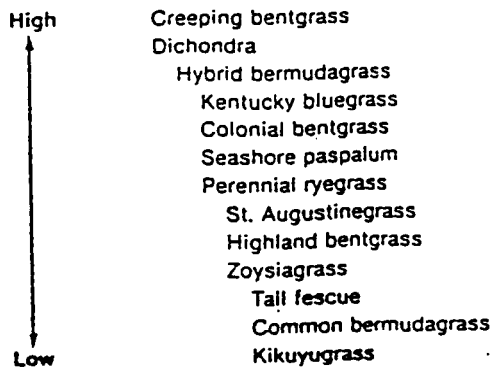 High Creeping bentgrass
Dichondra
Hybrid bermudagrass
Kentucky bluegrass
Colonial bentgrass
Seashore paspalum
Perennial ryegrass
St. Augustinegrass
Highland bentgrass
Zoysiagrass
Tall fescue
Common bermudagrass
Low Kikuyugrass